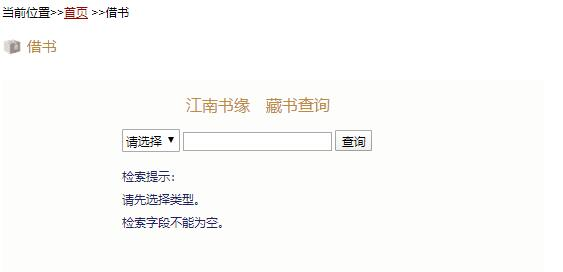 当前位置>>首页 >>借书
借书
江南书缘 藏书查询
请选择 查询
检索提示：
请先选择类型。
检索字段不能为空。